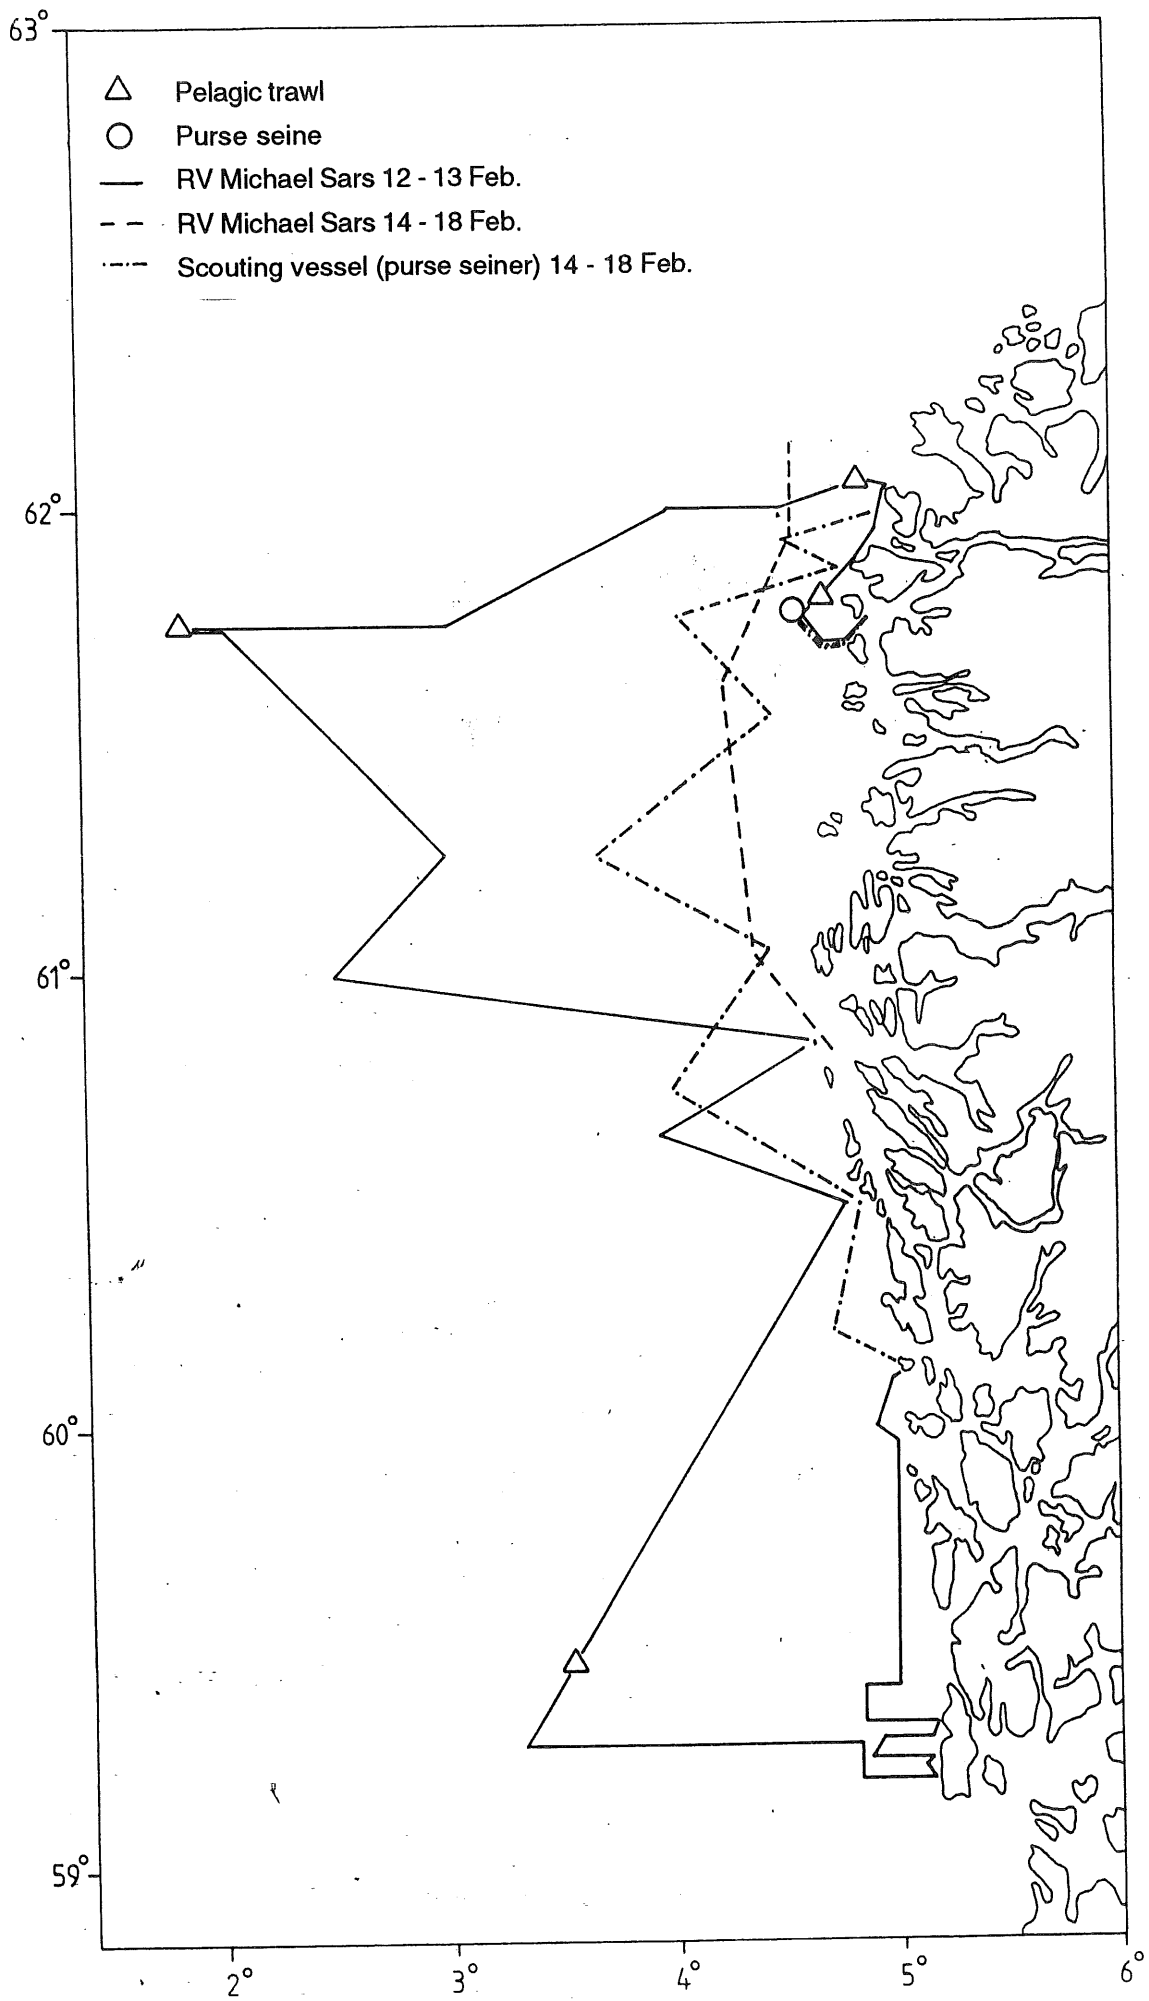 63°
Pelagic trawl
Purse seine
RV Michael Sars 12 - 13 Feb.
RV Michael Sars 14 - 18 Feb.
Scouting vessel (purse seiner) 14 - 18 Feb.
62°
61°
60°
59°
2° 3° 4° 5° 6°